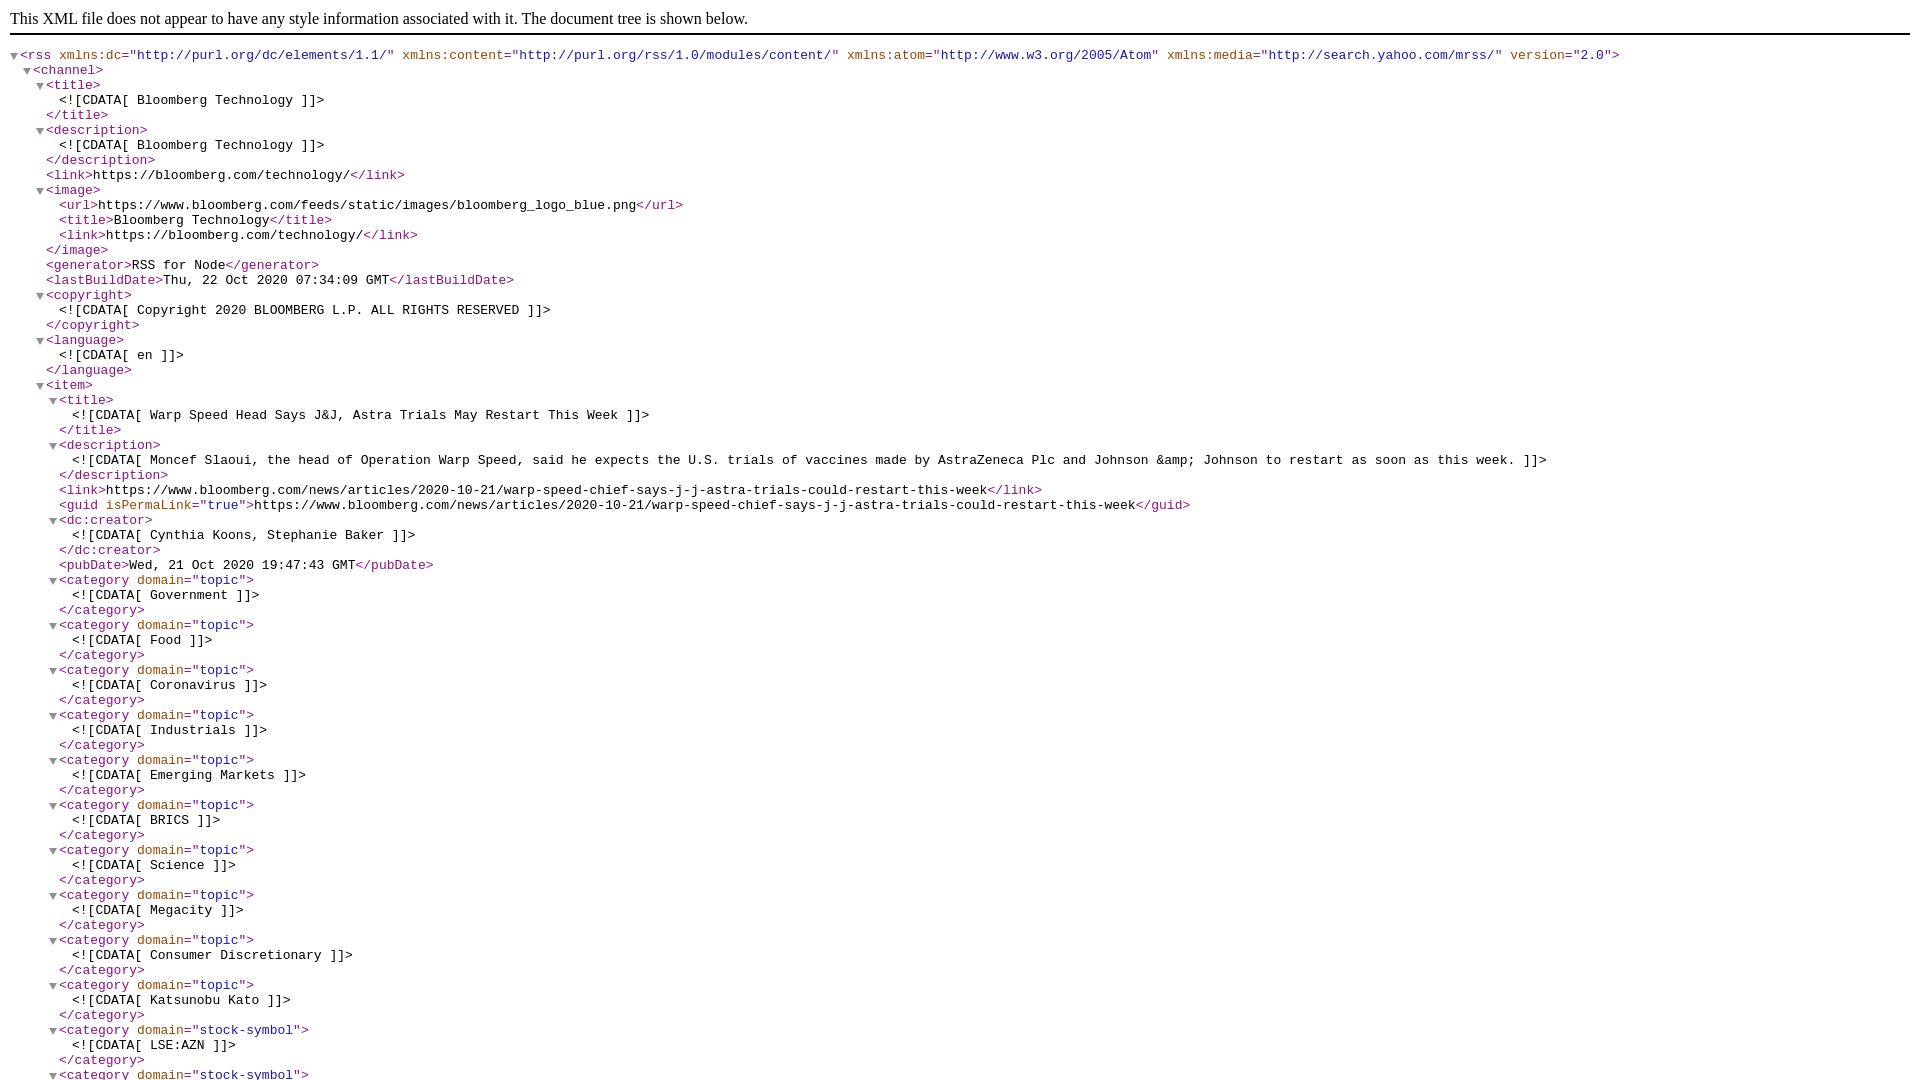 This XML file does not appear to have any style information associated with it. The document tree is shown below.
<rss xmlns:dc="http://purl.org/dc/elements/1.1/" xmlns:content="http://purl.org/rss/1.0/modules/content/" xmlns:atom="http://www.w3.org/2005/Atom" xmlns:media="http://search.yahoo.com/mrss/" version="2.0">
<channel>
<title>
<![CDATA[ Bloomberg Technology ]]>
</title>
<description>
<![CDATA[ Bloomberg Technology ]]>
</description>
<link>https://bloomberg.com/technology/</link>
<image>
<url>https://www.bloomberg.com/feeds/static/images/bloomberg_logo_blue.png</url>
<title>Bloomberg Technology</title>
<link>https://bloomberg.com/technology/</link>
</image>
<generator>RSS for Node</generator>
<lastBuildDate>Thu, 22 Oct 2020 07:34:09 GMT</lastBuildDate>
<copyright>
<![CDATA[ Copyright 2020 BLOOMBERG L.P. ALL RIGHTS RESERVED ]]>
</copyright>
<language>
<![CDATA[ en ]]>
</language>
<item>
<title>
<![CDATA[ Warp Speed Head Says J&J, Astra Trials May Restart This Week ]]>
</title>
<description>
<![CDATA[ Moncef Slaoui, the head of Operation Warp Speed, said he expects the U.S. trials of vaccines made by AstraZeneca Plc and Johnson &amp; Johnson to restart as soon as this week. ]]>
</description>
<link>https://www.bloomberg.com/news/articles/2020-10-21/warp-speed-chief-says-j-j-astra-trials-could-restart-this-week</link>
<guid isPermaLink="true">https://www.bloomberg.com/news/articles/2020-10-21/warp-speed-chief-says-j-j-astra-trials-could-restart-this-week</guid>
<dc:creator>
<![CDATA[ Cynthia Koons, Stephanie Baker ]]>
</dc:creator>
<pubDate>Wed, 21 Oct 2020 19:47:43 GMT</pubDate>
<category domain="topic">
<![CDATA[ Government ]]>
</category>
<category domain="topic">
<![CDATA[ Food ]]>
</category>
<category domain="topic">
<![CDATA[ Coronavirus ]]>
</category>
<category domain="topic">
<![CDATA[ Industrials ]]>
</category>
<category domain="topic">
<![CDATA[ Emerging Markets ]]>
</category>
<category domain="topic">
<![CDATA[ BRICS ]]>
</category>
<category domain="topic">
<![CDATA[ Science ]]>
</category>
<category domain="topic">
<![CDATA[ Megacity ]]>
</category>
<category domain="topic">
<![CDATA[ Consumer Discretionary ]]>
</category>
<category domain="topic">
<![CDATA[ Katsunobu Kato ]]>
</category>
<category domain="stock-symbol">
<![CDATA[ LSE:AZN ]]>
</category>
<category domain="stock-symbol">